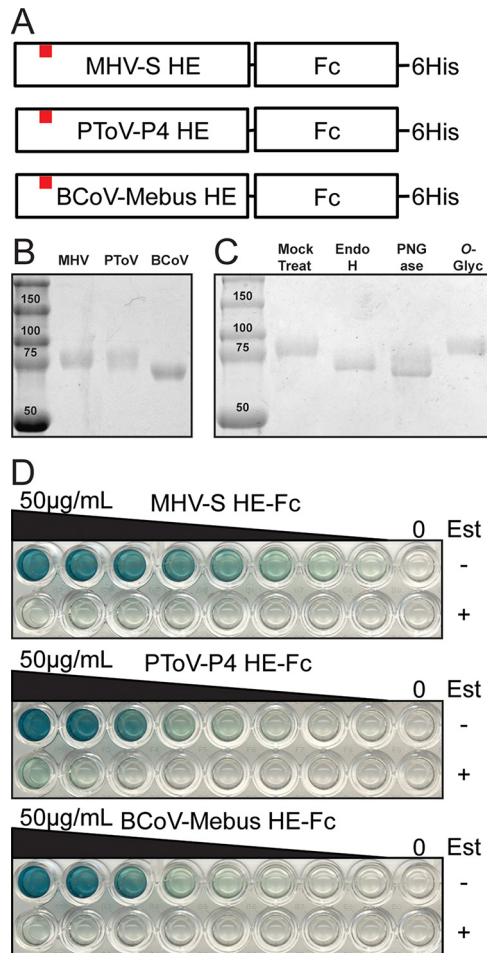 A
MHV-S HE Fc 6His
PToV-P4 HE Fc 6His
BCoV-Mebus HE Fc 6His
B
MHV PToV BCoV
150
100
75
50
C
Mock Treat Endo H PNG ase O-Glyc
150
100
75
50
D
50µg/mL MHV-S HE-Fc 0 Est
-
+
50µg/mL PToV-P4 HE-Fc 0 Est
-
+
50µg/mL BCoV-Mebus HE-Fc 0 Est
-
+